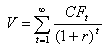 V = \sum_{t=1}^{\infty} \frac{CF_t}{(1+r)^t}